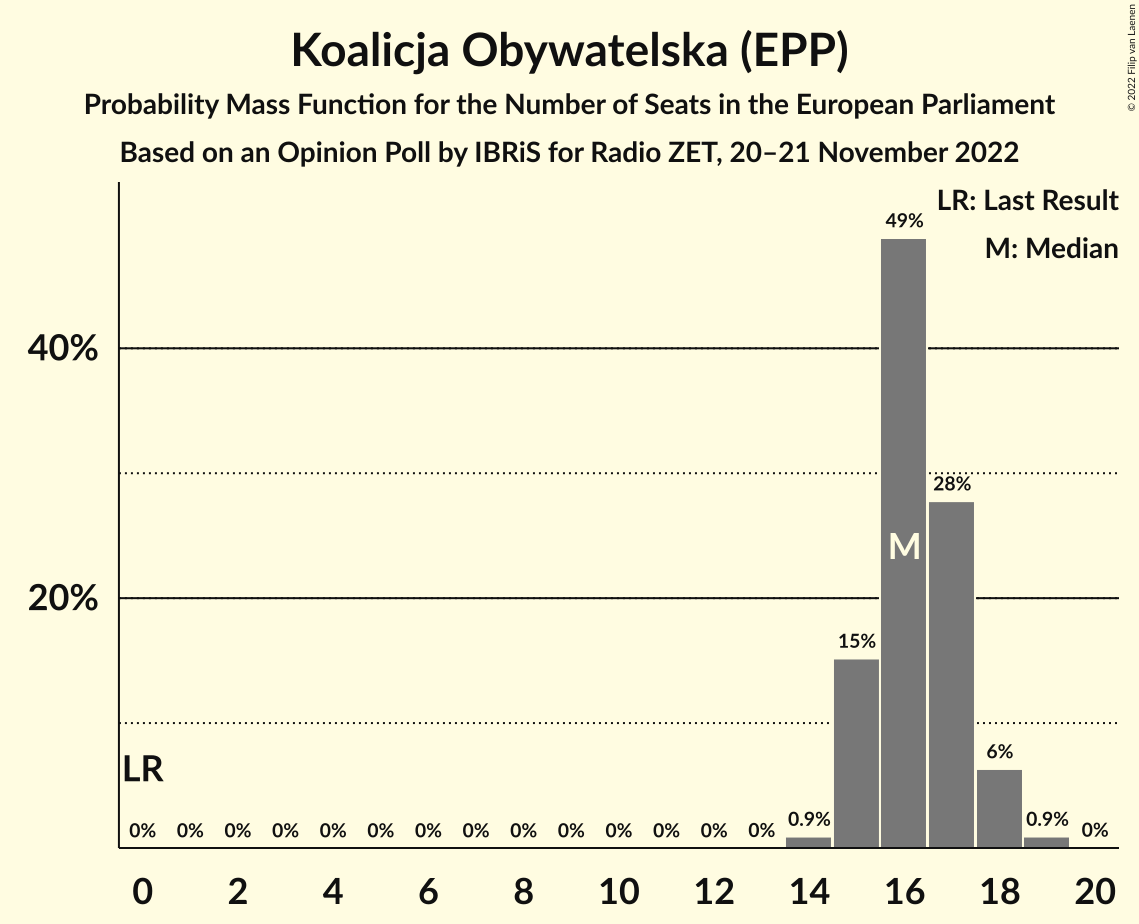 Koalicja Obywatelska (EPP)
Probability Mass Function for the Number of Seats in the European Parliament
Based on an Opinion Poll by IBRiS for Radio ZET, 20–21 November 2022
© 2022 Filip van Laenen
LR: Last Result
M: Median
49%
40%
28%
M
20%
15%
6%
LR
0% 0% 0% 0% 0% 0% 0% 0% 0% 0% 0% 0% 0% 0% 0.9% 0.9% 0%
0 2 4 6 8 10 12 14 16 18 20